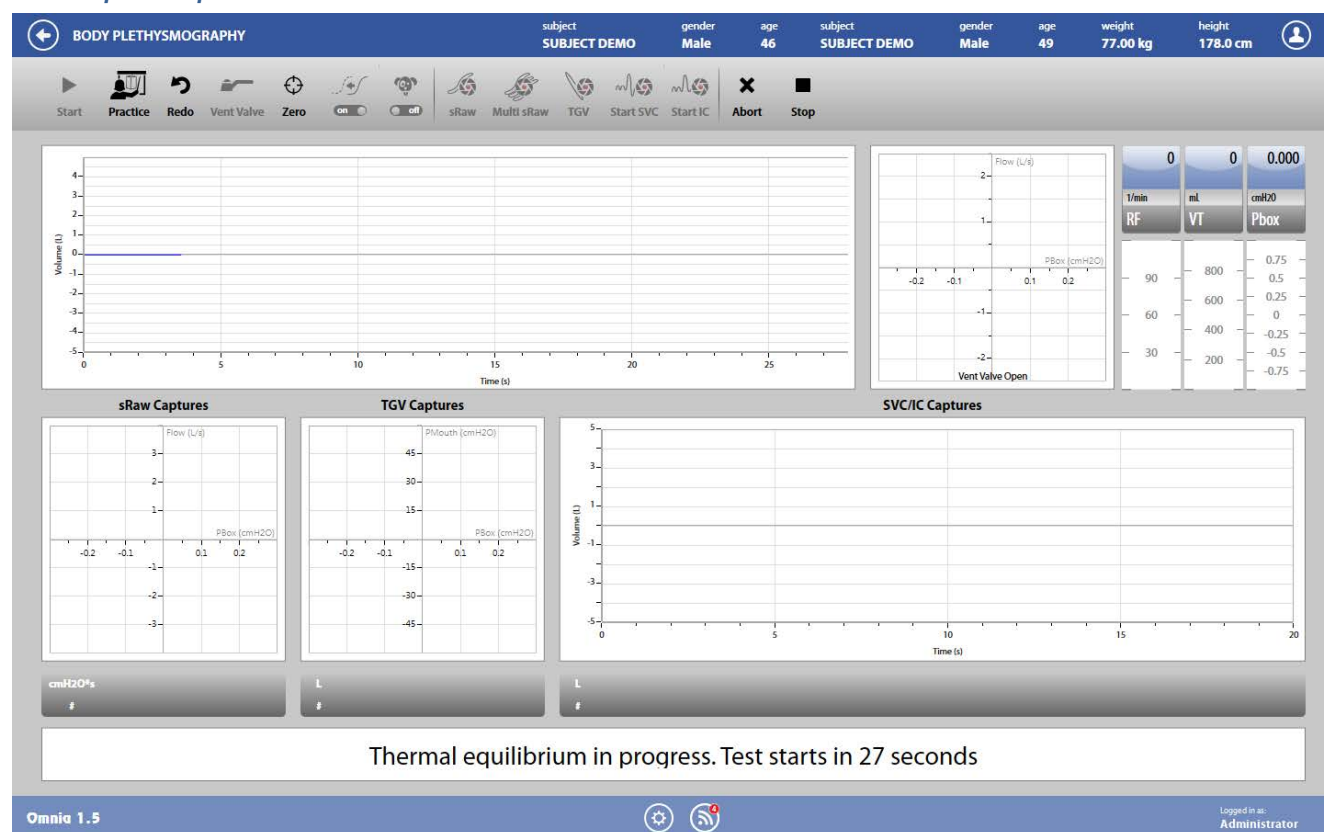 BODY PLETHYSMOGRAPHY
subject gender age subject gender age weight height
SUBJECT DEMO Male 46 SUBJECT DEMO Male 49 77.00 kg 178.0 cm
Start Practice Redo Vent Valve Zero on off sRaw Multi sRaw TGV Start SVC Start IC Abort Stop
4
3
2
1
0
-1
-2
-3
-4
-5
Volume (L)
0 5 10 15 20 25
Time (s)
Flow (L/s)
2
1
PBox (cmH2O)
-0.2 -0.1 0.1 0.2
-1
-2
Vent Valve Open
0 0 0.000
1/min mL cmH20
RF VT Pbox
90
60
30
800
600
400
200
0.75
0.5
0.25
0
-0.25
-0.5
-0.75
sRaw Captures TGV Captures SVC/IC Captures
Flow (L/s)
3
2
1
PBox (cmH2O)
-0.2 -0.1 0.1 0.2
-1
-2
-3
PMouth (cmH2O)
45
30
15
PBox (cmH2O)
-0.2 -0.1 0.1 0.2
-15
-30
-45
5
3
1
-1
-3
-5
Volume (L)
0 5 10 15 20
Time (s)
cmH2O*s L L
# # #
Thermal equilibrium in progress. Test starts in 27 seconds
Omnia 1.5
4
Logged in as:
Administrator